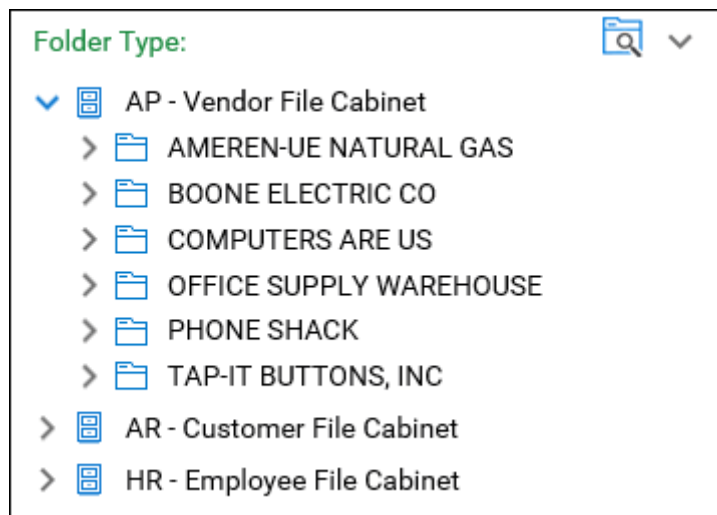 Folder Type:
AP - Vendor File Cabinet
AMEREN-UE NATURAL GAS
BOONE ELECTRIC CO
COMPUTERS ARE US
OFFICE SUPPLY WAREHOUSE
PHONE SHACK
TAP-IT BUTTONS, INC
AR - Customer File Cabinet
HR - Employee File Cabinet